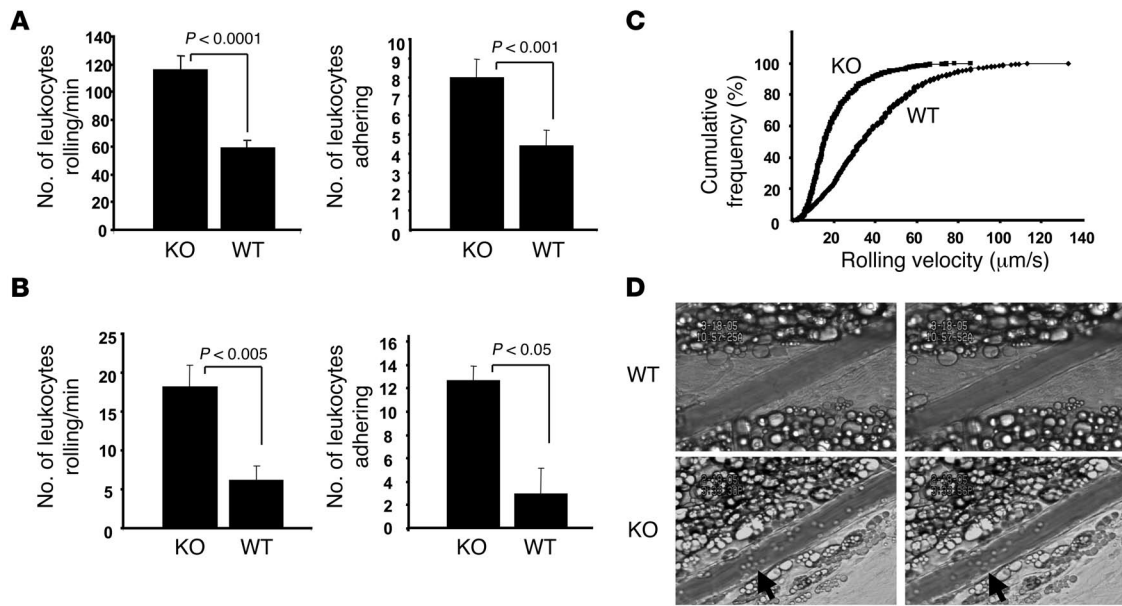 A
No. of leukocytes
rolling/min
140
120
100
80
60
40
20
0
P < 0.0001
KO
WT
No. of leukocytes
adhering
10
9
8
7
6
5
4
3
2
1
0
P < 0.001
KO
WT
B
No. of leukocytes
rolling/min
25
20
15
10
5
0
P < 0.005
KO
WT
No. of leukocytes
adhering
16
14
12
10
8
6
4
2
0
P < 0.05
KO
WT
C
Cumulative
frequency (%)
100
80
60
40
20
0
KO
WT
20 40 60 80 100 120 140
Rolling velocity (μm/s)
D
WT
KO